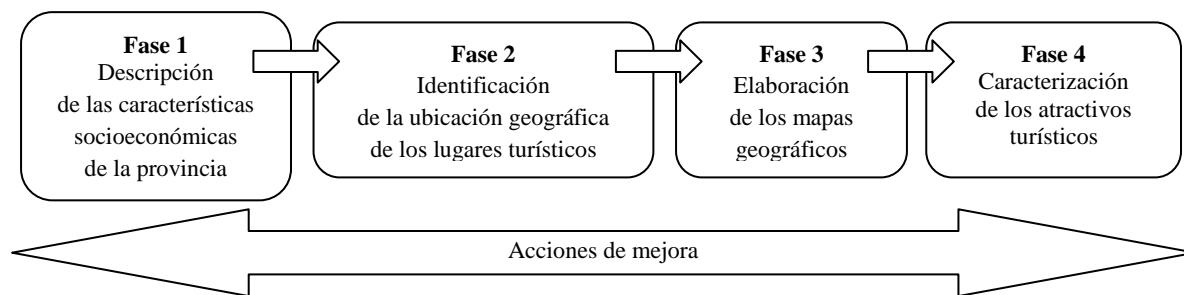 Fase 1
Descripción
de las características
socioeconómicas
de la provincia
Fase 2
Identificación
de la ubicación geográfica
de los lugares turísticos
Fase 3
Elaboración
de los mapas
geográficos
Fase 4
Caracterización
de los atractivos
turísticos
Acciones de mejora